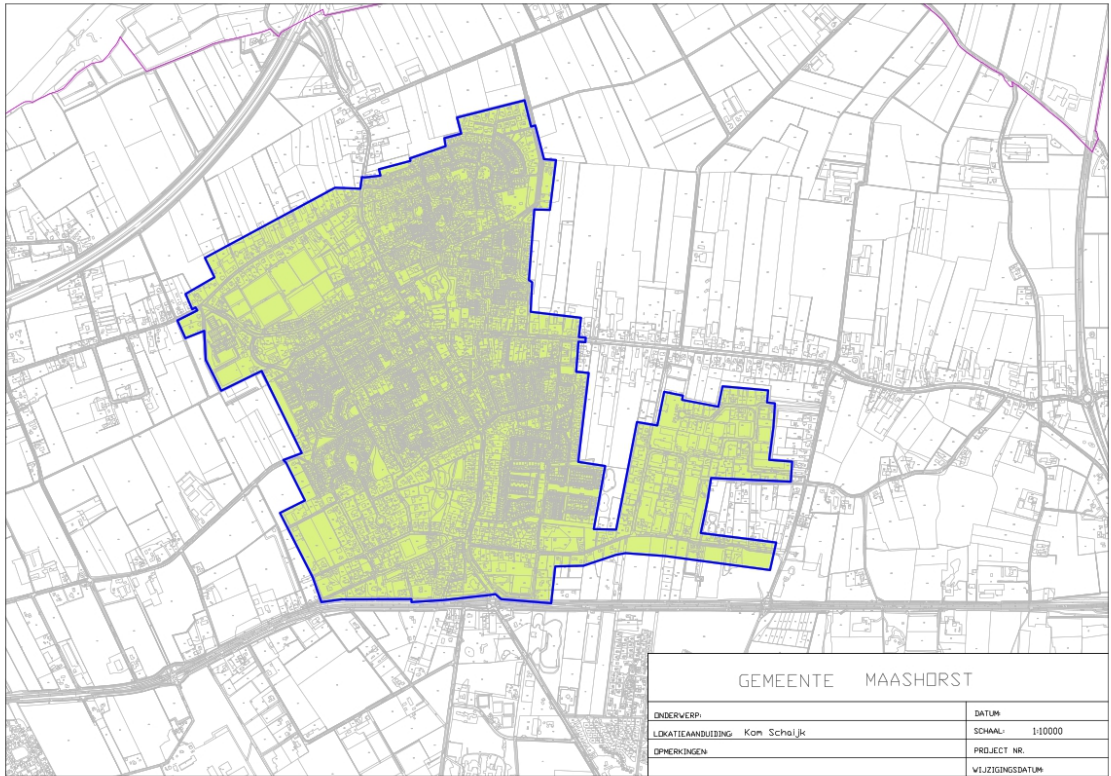 GEMEENTE MAASHORST
ONDERWERP:
DATUM:
LOKATIEAANDUIDING: Kom Schaijk
SCHAAL: 1:10000
OPMERKINGEN:
PROJECT NR.
WIJZIGINGSDATUM: